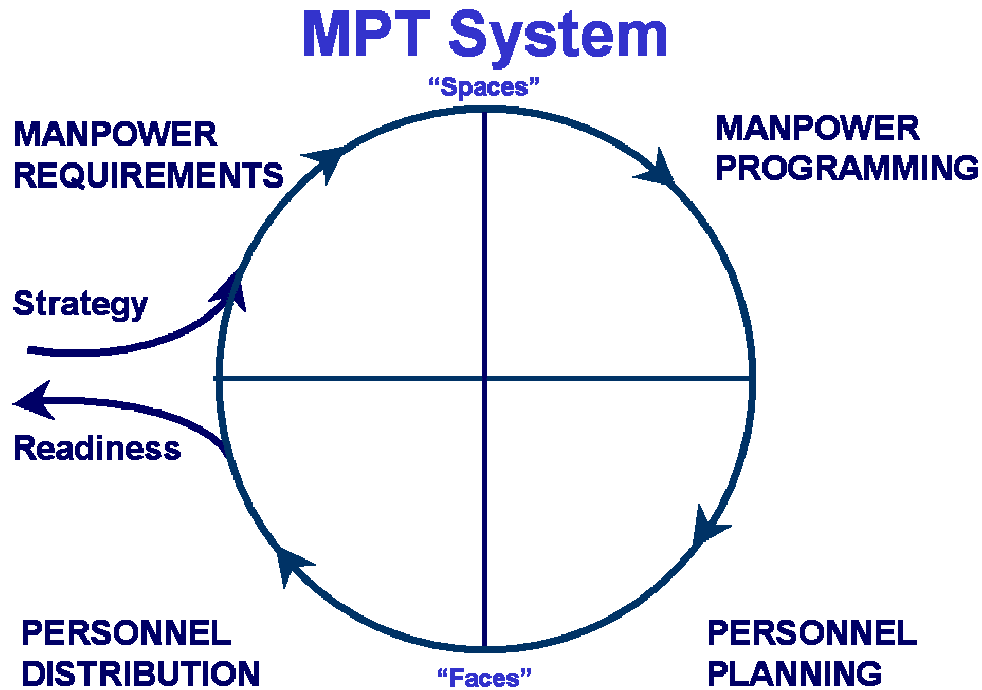 MPT System
“Spaces”
MANPOWER
REQUIREMENTS
MANPOWER
PROGRAMMING
Strategy
Readiness
PERSONNEL
DISTRIBUTION
“Faces”
PERSONNEL
PLANNING